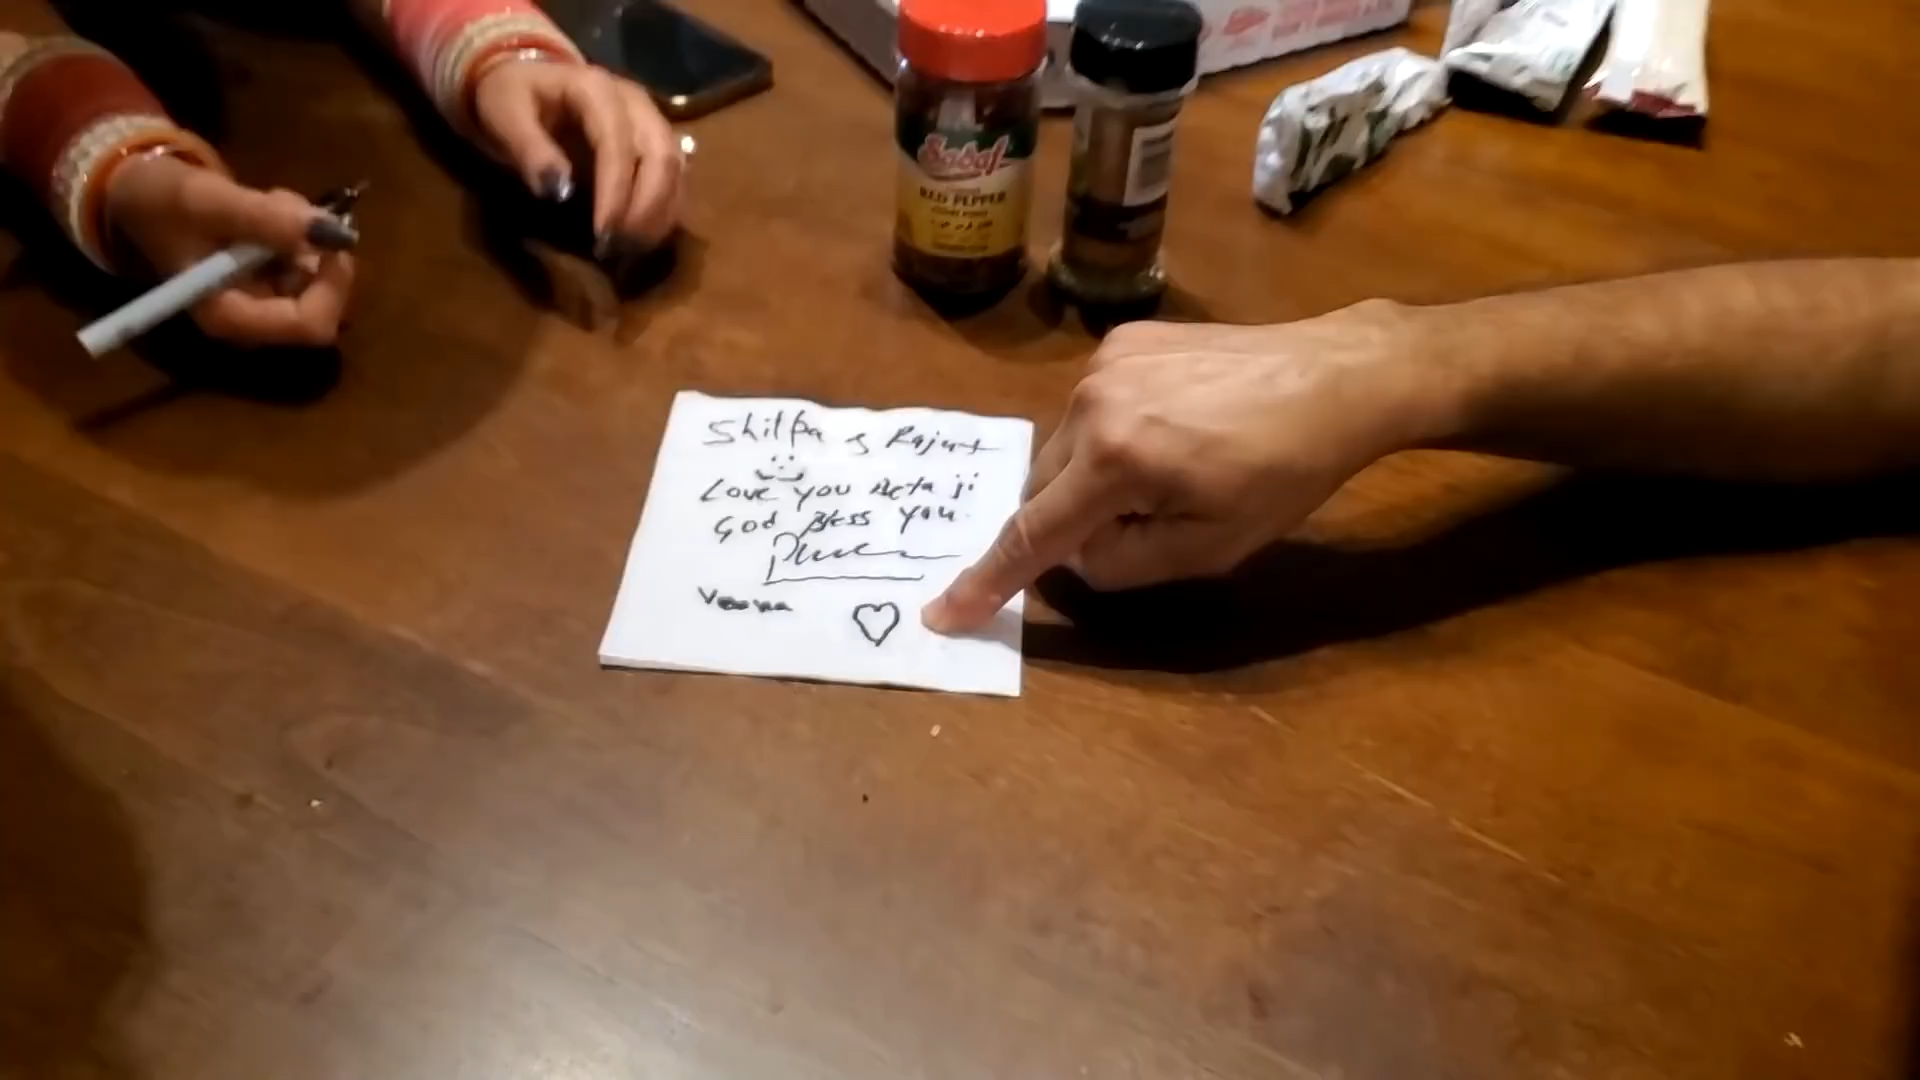 Shilpa & Rajat
Love you Beta ji
God Bless you.
Veena
Sadaf
RED PEPPER